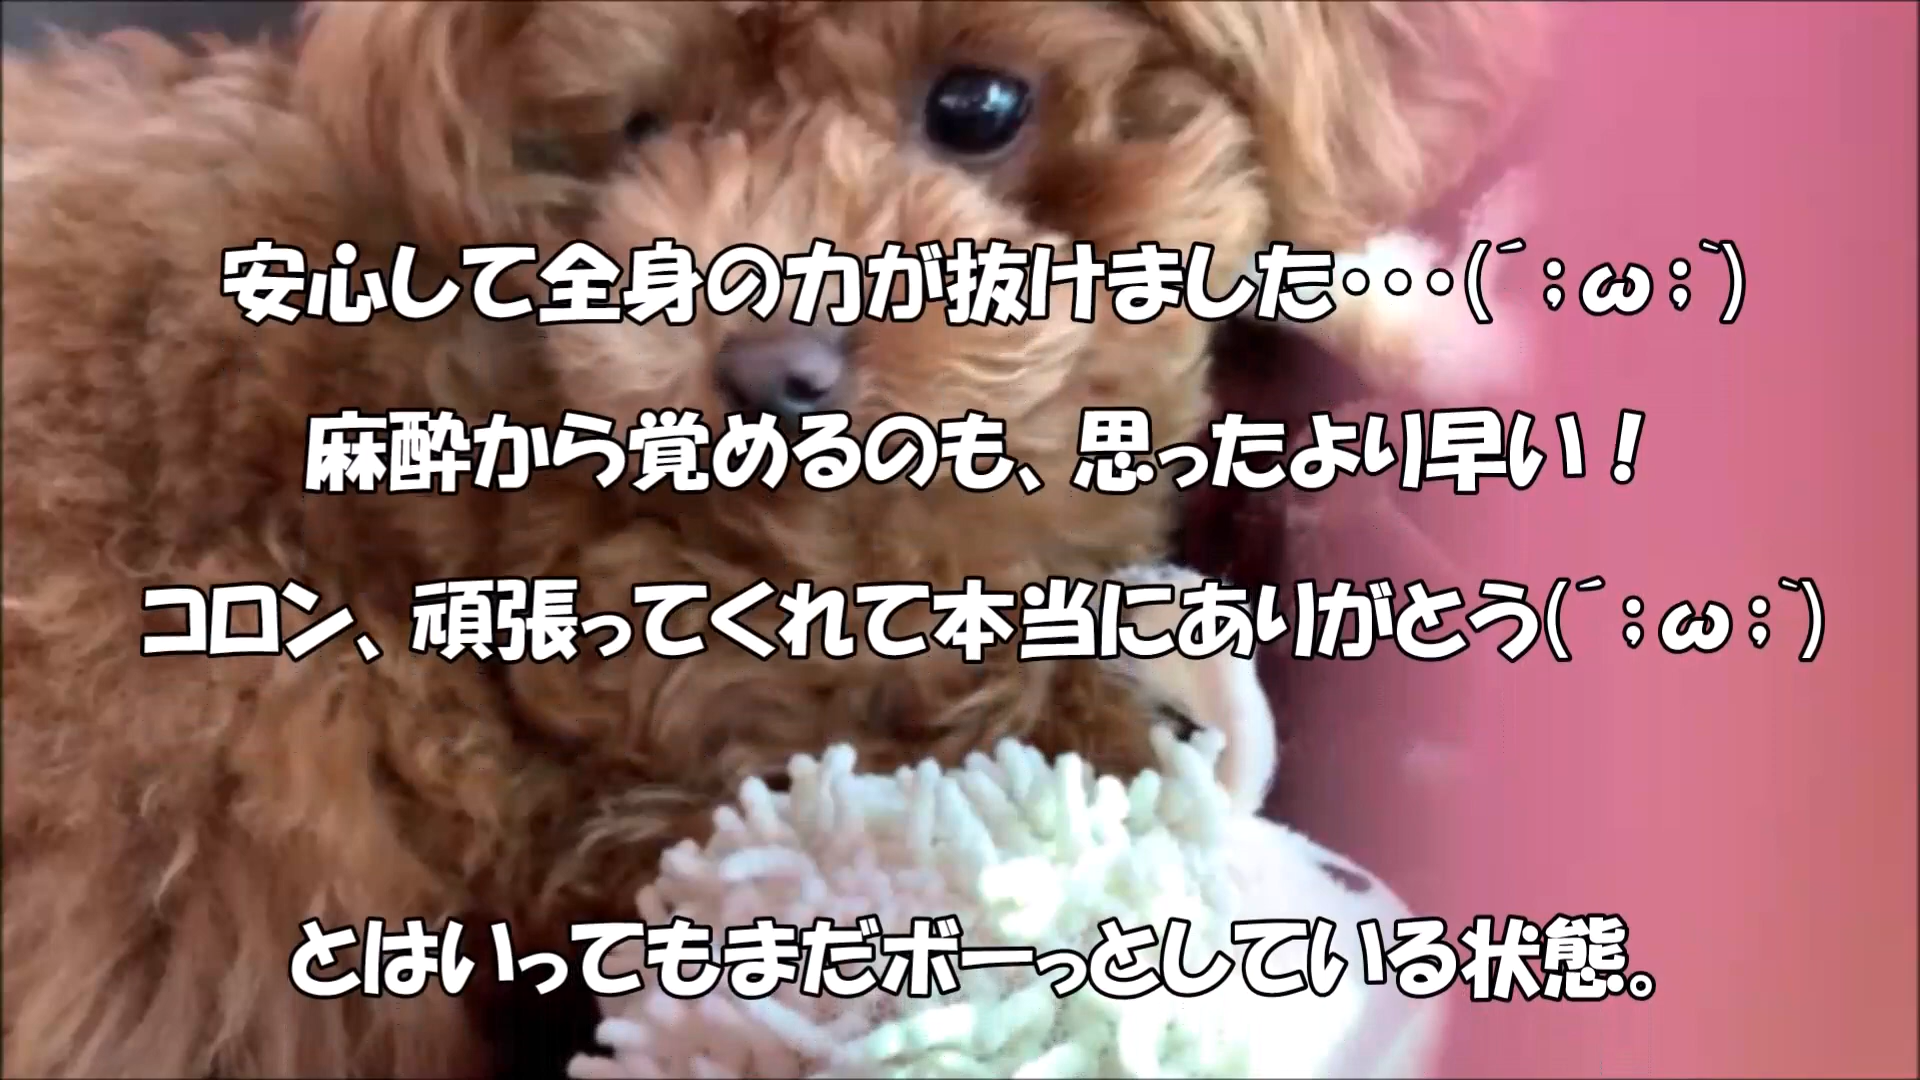 安心して全身の力が抜けました・・・(´；ω；`)
麻酔から覚めるのも、思ったより早い！
コロン、頑張ってくれて本当にありがとう(´；ω；`)
とはいってもまだボーっとしている状態。